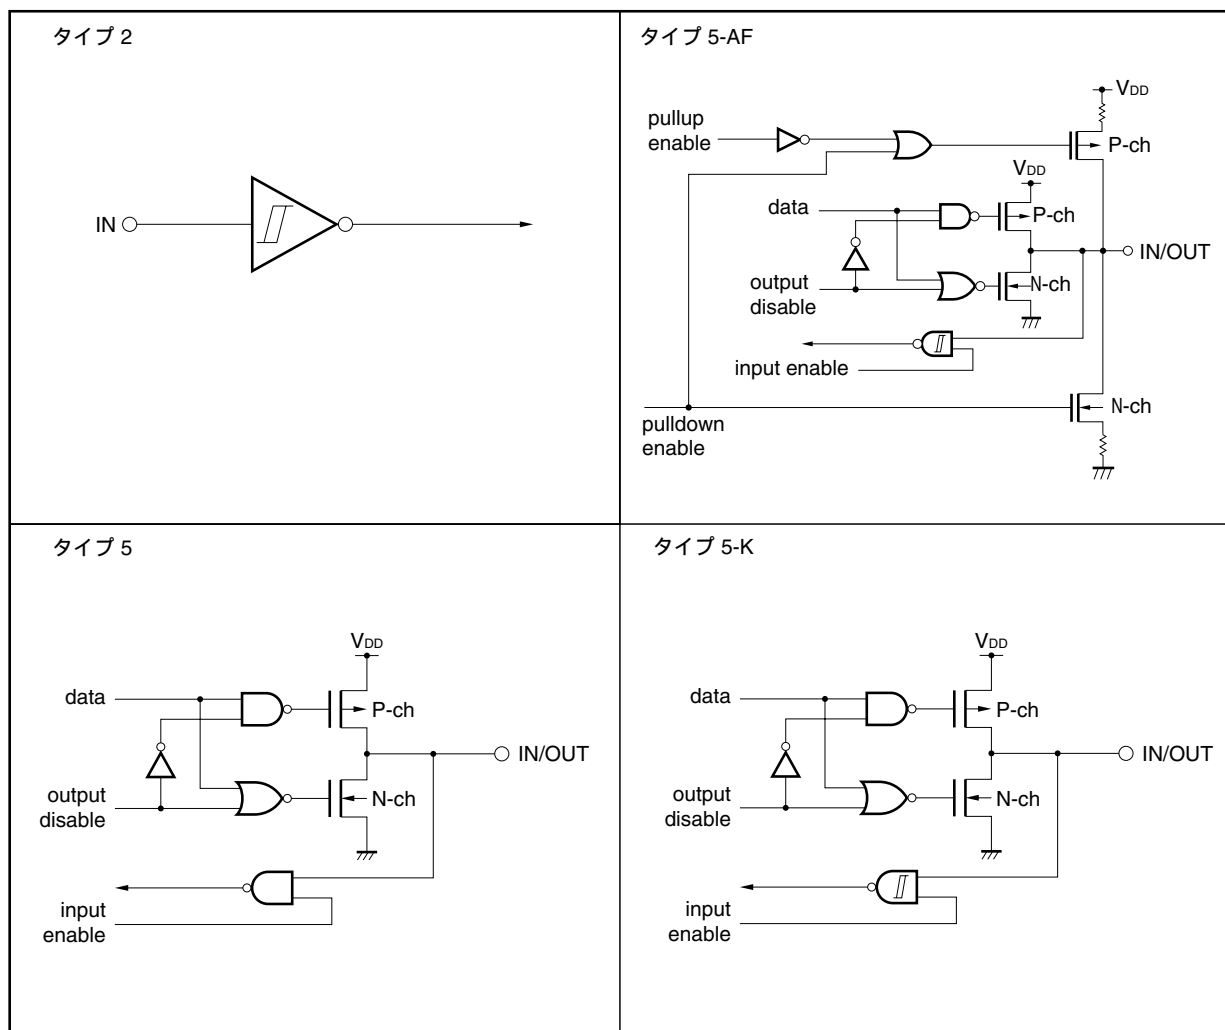 タイプ 2
IN
タイプ 5-AF
VDD
pullup
enable
P-ch
VDD
data
P-ch
IN/OUT
output
disable
N-ch
input enable
N-ch
pulldown
enable
タイプ 5
VDD
data
P-ch
IN/OUT
output
disable
N-ch
input
enable
タイプ 5-K
VDD
data
P-ch
IN/OUT
output
disable
N-ch
input
enable